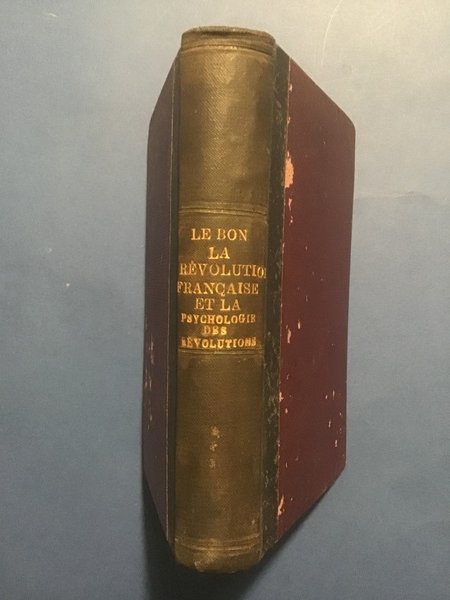 LE BON
LA
RÉVOLUTION
FRANÇAISE
ET LA
PSYCHOLOGIE
DES
RÉVOLUTIONS